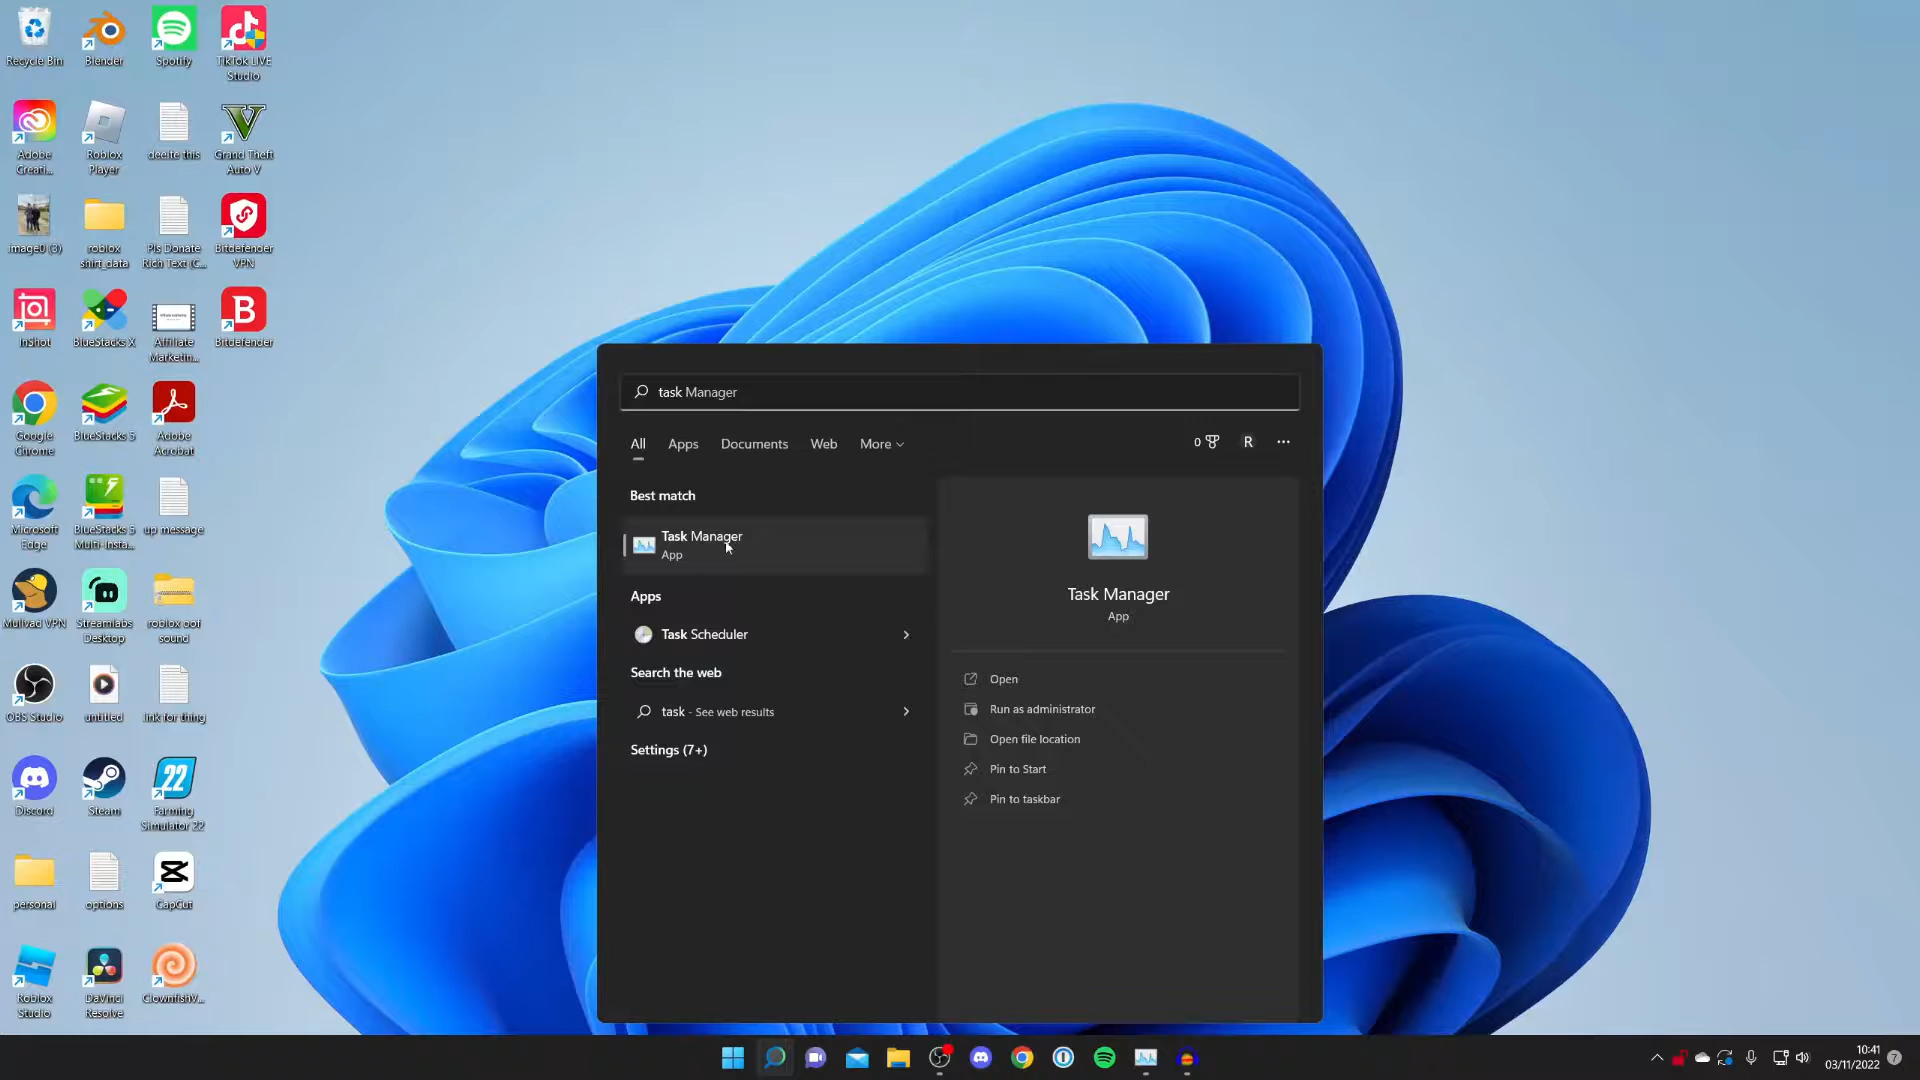 Recycle Bin
Blender
Spotify
TikTok LIVE
Studio
Adobe
Creati...
Roblox
Player
deelte this
Grand Theft
Auto V
image0 (3)
roblox
shirt_data
Pls Donate
Rich Text (C...
Bitdefender
VPN
InShot
BlueStacks X
Affiliate
Marketin...
Bitdefender
Google
Chrome
BlueStacks 5
Adobe
Acrobat
Microsoft
Edge
BlueStacks 5
Multi-Insta...
up message
Mullvad VPN
Streamlabs
Desktop
roblox oof
sound
OBS Studio
untitled
link for thing
Discord
Steam
22
Farming
Simulator 22
personal
options
CapCut
Roblox
Studio
DaVinci
Resolve
ClownfishV...
task Manager
All
Apps
Documents
Web
More
0
R
Best match
Task Manager
App
Apps
Task Scheduler
Search the web
task - See web results
Settings (7+)
Task Manager
App
Open
Run as administrator
Open file location
Pin to Start
Pin to taskbar
10:41
03/11/2022
7